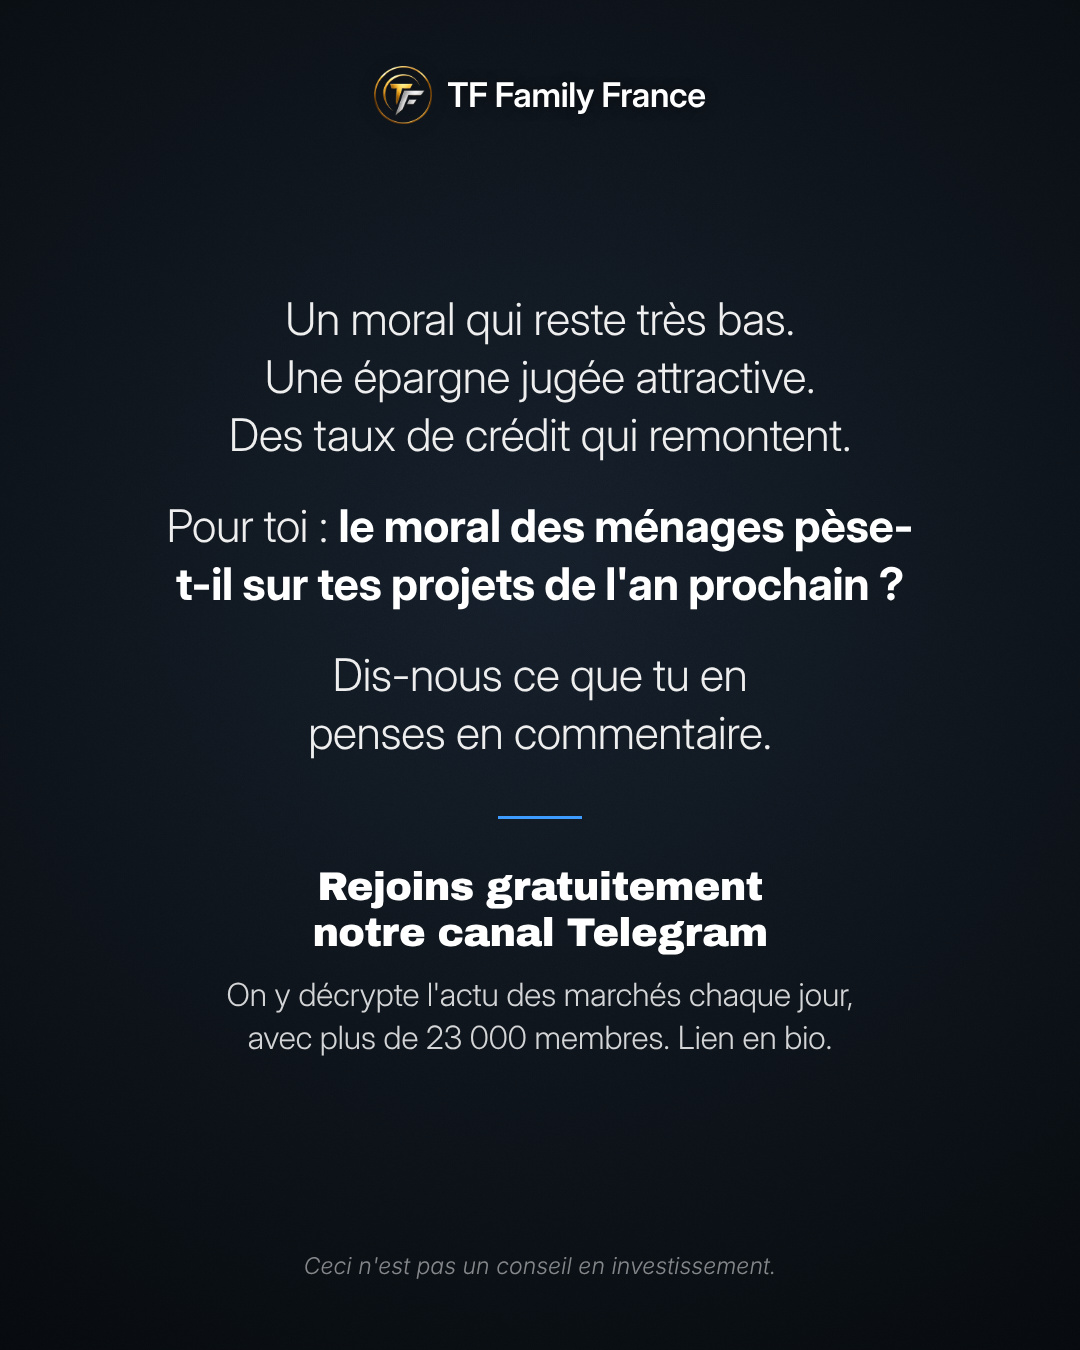 TF TF Family France
Un moral qui reste très bas.
Une épargne jugée attractive.
Des taux de crédit qui remontent.
Pour toi : le moral des ménages pèse-
t-il sur tes projets de l'an prochain ?
Dis-nous ce que tu en
penses en commentaire.
Rejoins gratuitement
notre canal Telegram
On y décrypte l'actu des marchés chaque jour,
avec plus de 23 000 membres. Lien en bio.
Ceci n'est pas un conseil en investissement.